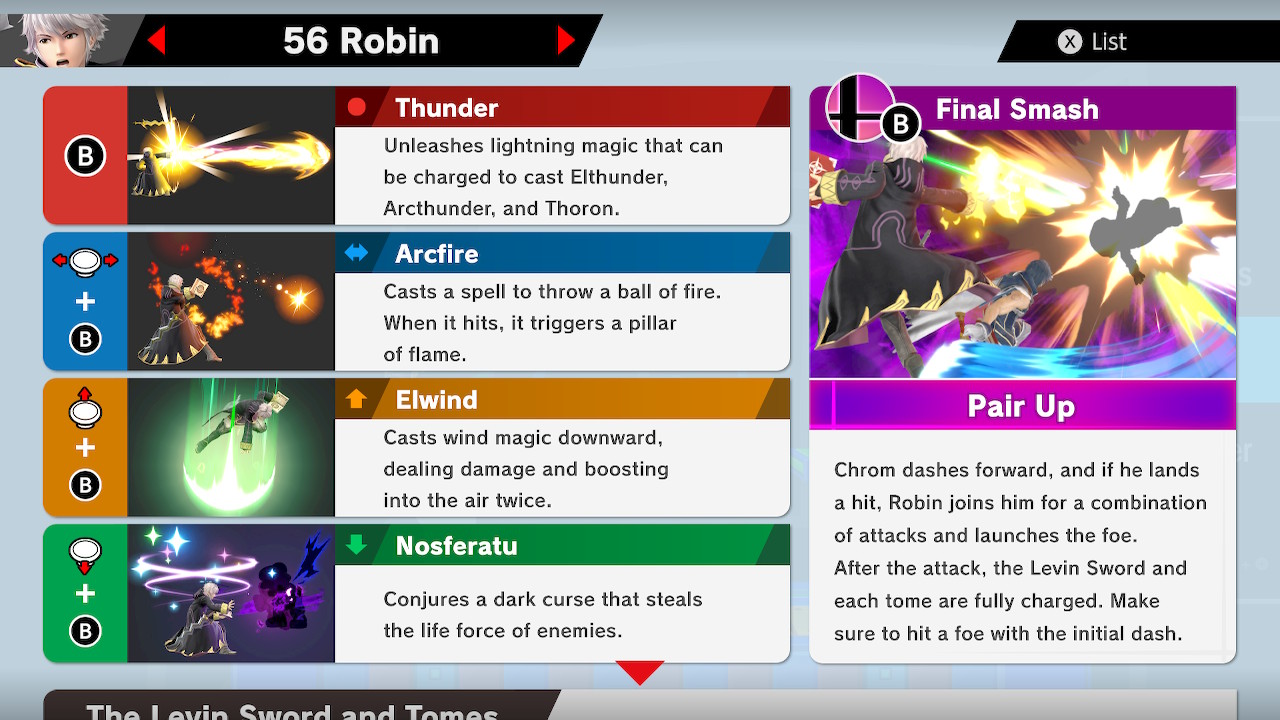 56 Robin
X List
B
Thunder
Unleashes lightning magic that can
be charged to cast Elthunder,
Arcthunder, and Thoron.
+
B
Arcfire
Casts a spell to throw a ball of fire.
When it hits, it triggers a pillar
of flame.
+
B
Elwind
Casts wind magic downward,
dealing damage and boosting
into the air twice.
+
B
Nosferatu
Conjures a dark curse that steals
the life force of enemies.
B
Final Smash
Pair Up
Chrom dashes forward, and if he lands
a hit, Robin joins him for a combination
of attacks and launches the foe.
After the attack, the Levin Sword and
each tome are fully charged. Make
sure to hit a foe with the initial dash.
The Levin Sword and Tomes